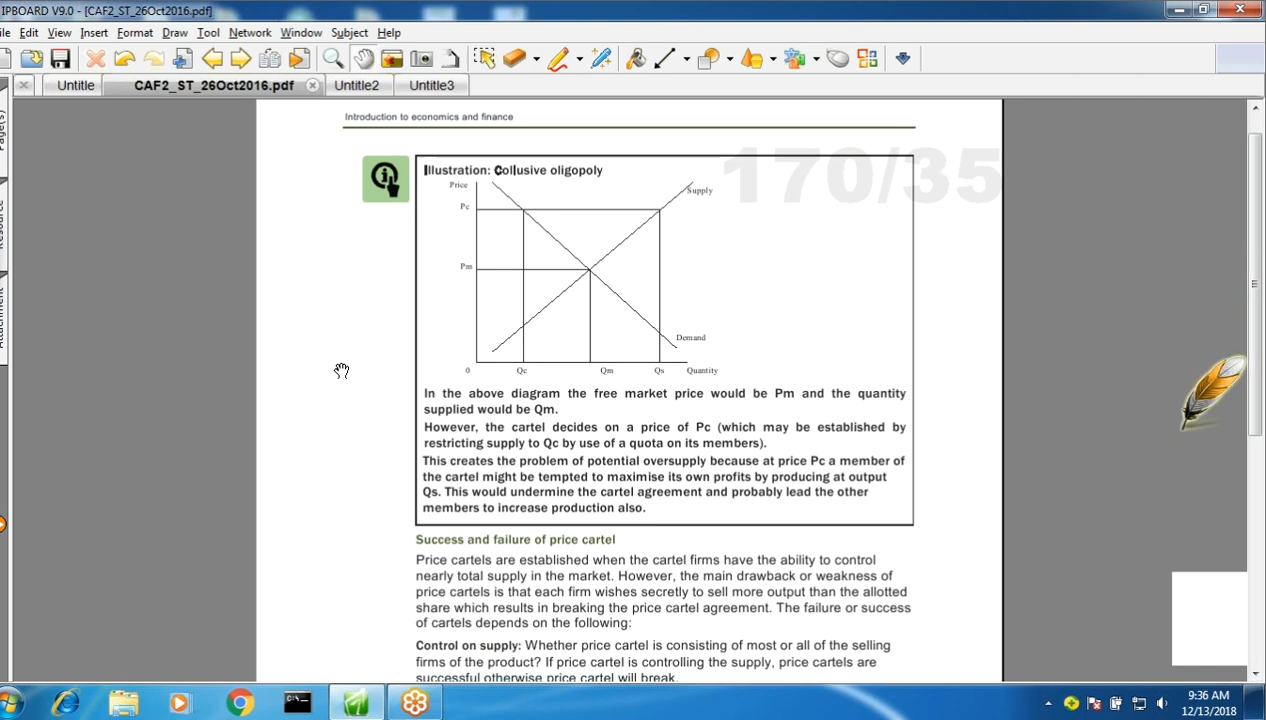 IPBOARD V9.0 - [CAF2_ST_26Oct2016.pdf]
Edit View Insert Format Draw Tool Network Window Subject Help
Untitle CAF2_ST_26Oct2016.pdf Untitle2 Untitle3
Page(s)
Resource
Attachment
Introduction to economics and finance
170/35
Illustration: Collusive oligopoly
Price
Supply
Pc
Pm
Demand
0 Qc Qm Qs Quantity
In the above diagram the free market price would be Pm and the quantity
supplied would be Qm.
However, the cartel decides on a price of Pc (which may be established by
restricting supply to Qc by use of a quota on its members).
This creates the problem of potential oversupply because at price Pc a member of
the cartel might be tempted to maximise its own profits by producing at output
Qs. This would undermine the cartel agreement and probably lead the other
members to increase production also.
Success and failure of price cartel
Price cartels are established when the cartel firms have the ability to control
nearly total supply in the market. However, the main drawback or weakness of
price cartels is that each firm wishes secretly to sell more output than the allotted
share which results in breaking the price cartel agreement. The failure or success
of cartels depends on the following:
Control on supply: Whether price cartel is consisting of most or all of the selling
firms of the product? If price cartel is controlling the supply, price cartels are
successful otherwise price cartel will break.
9:36 AM
12/13/2018